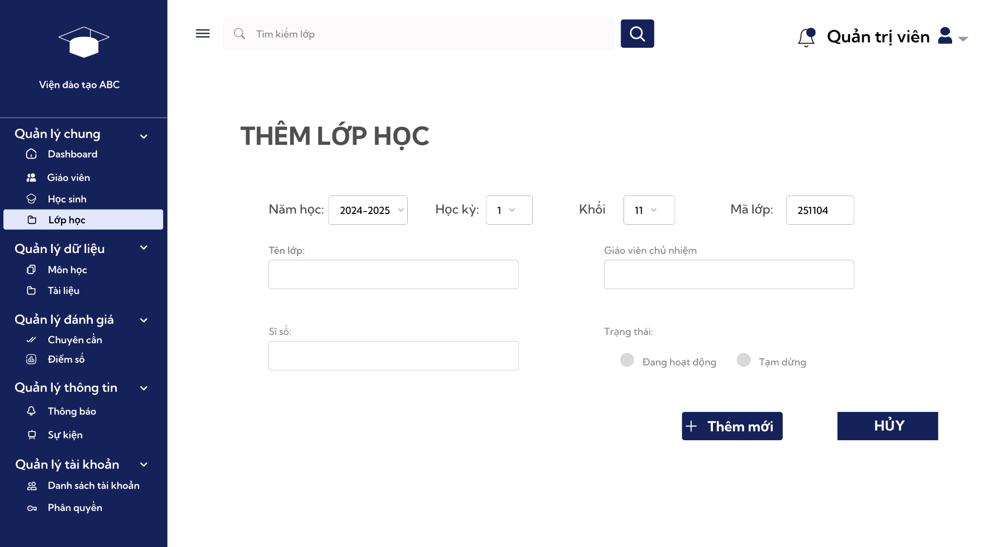 Viện đào tạo ABC
Quản lý chung
Dashboard
Giáo viên
Học sinh
Lớp học
Quản lý dữ liệu
Môn học
Tài liệu
Quản lý đánh giá
Chuyên cần
Điểm số
Quản lý thông tin
Thông báo
Sự kiện
Quản lý tài khoản
Danh sách tài khoản
Phân quyền
Tìm kiếm lớp
Quản trị viên
THÊM LỚP HỌC
Năm học: 2024-2025 Học kỳ: 1 Khối 11 Mã lớp: 251104
Tên lớp: Giáo viên chủ nhiệm
Sĩ số: Trạng thái:
Đang hoạt động Tạm dừng
Thêm mới HỦY